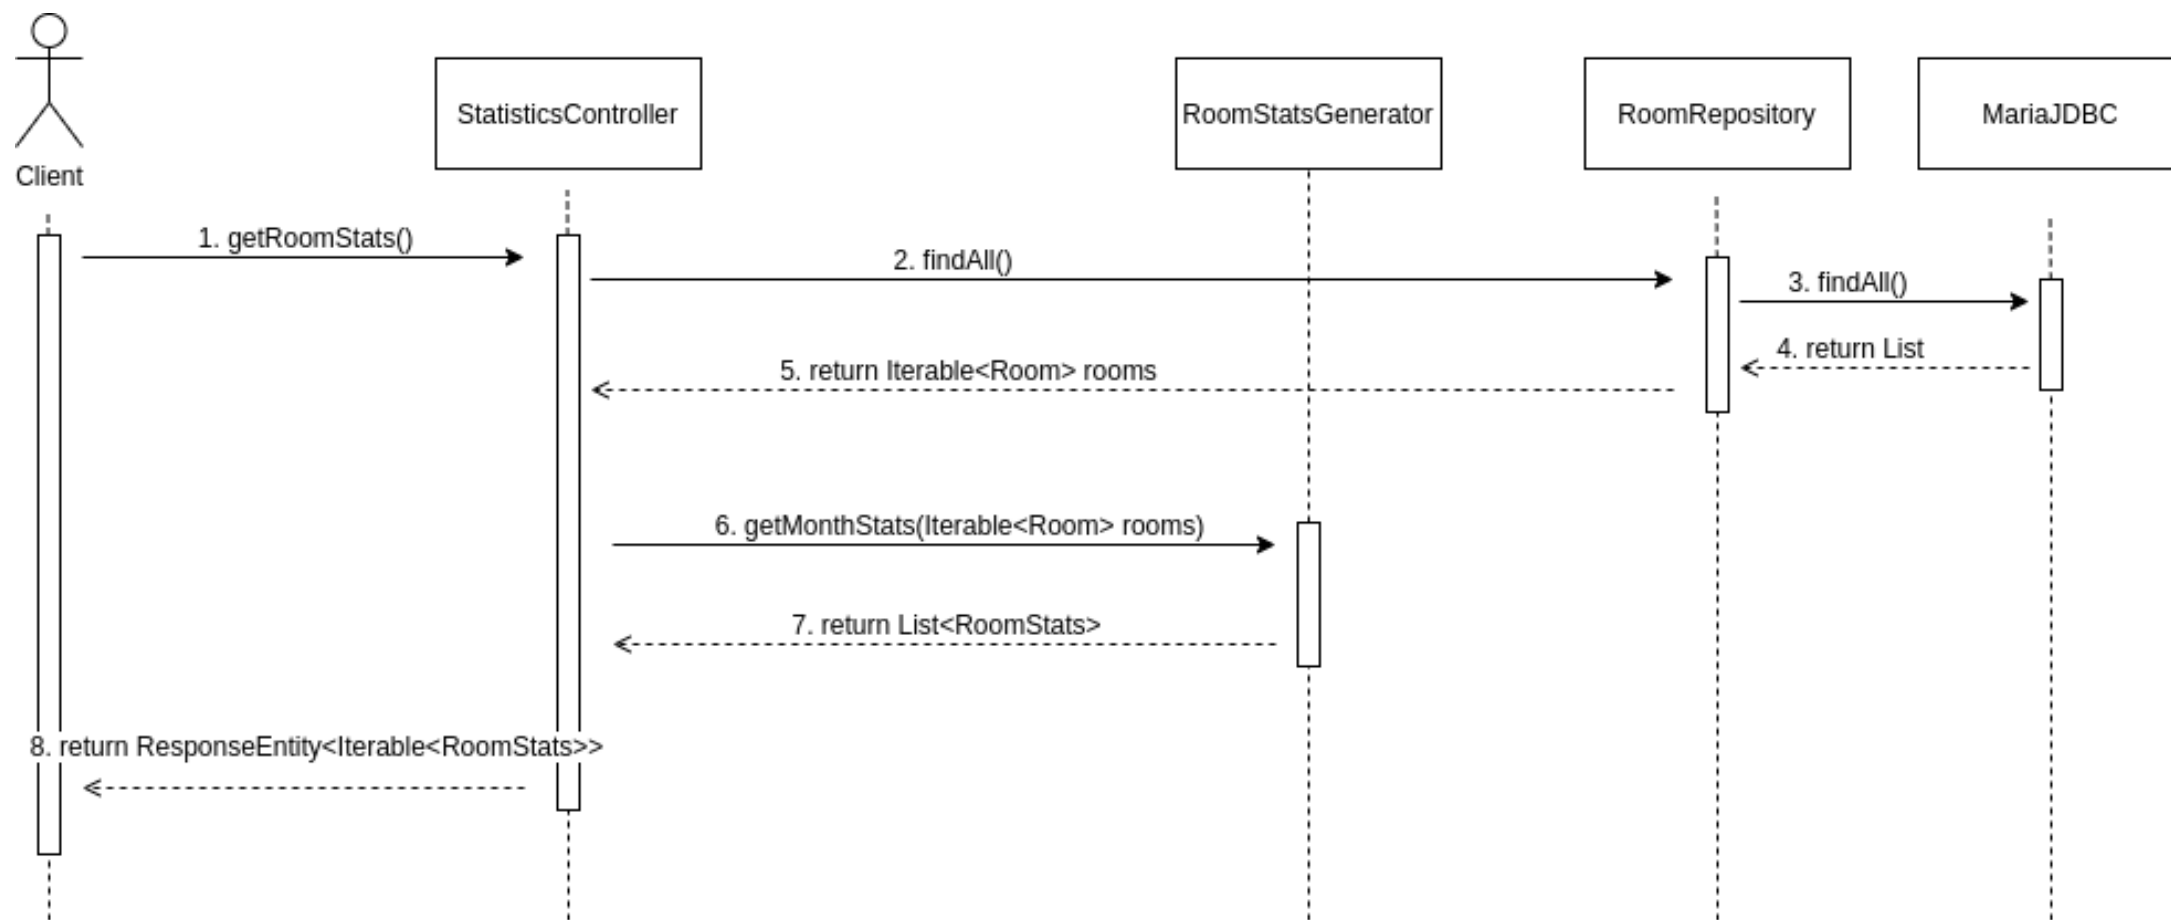 Client
StatisticsController
RoomStatsGenerator
RoomRepository
MariaJDBC
1. getRoomStats()
2. findAll()
3. findAll()
4. return List
5. return Iterable<Room> rooms
6. getMonthStats(Iterable<Room> rooms)
7. return List<RoomStats>
8. return ResponseEntity<Iterable<RoomStats>>